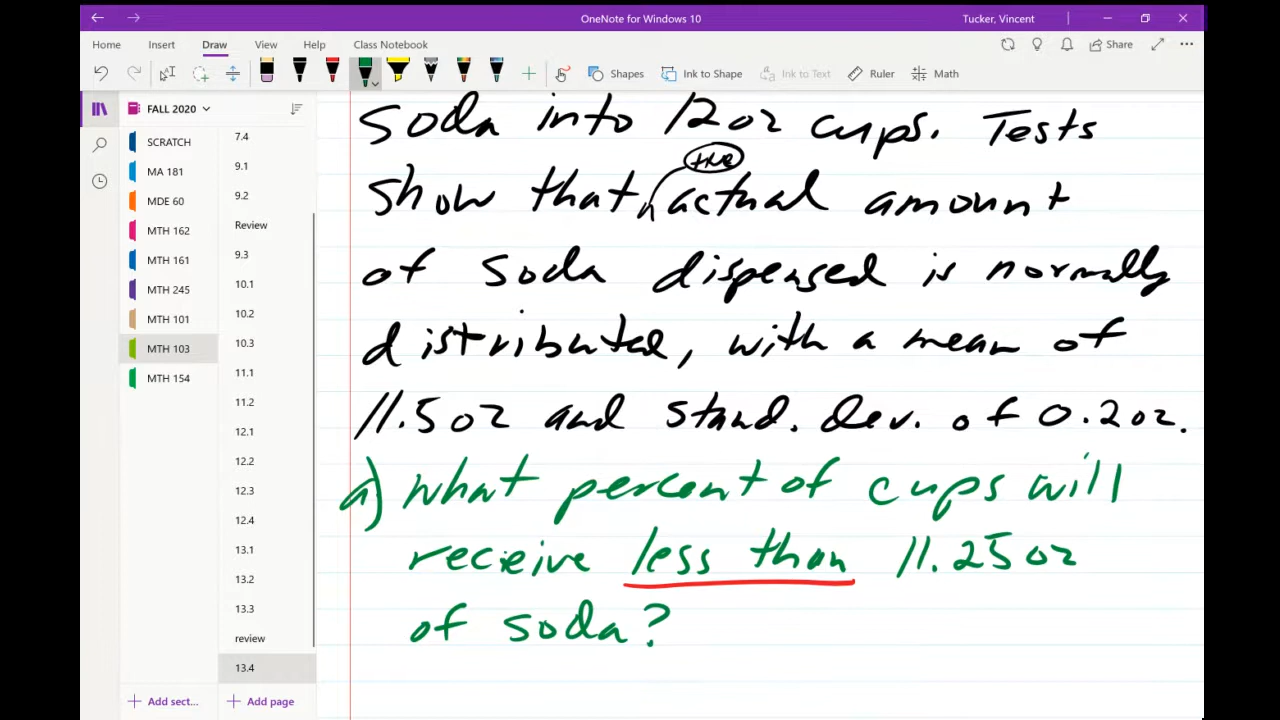 OneNote for Windows 10
Tucker, Vincent
Home Insert Draw View Help Class Notebook
Share
Shapes Ink to Shape Ink to Text Ruler Math
FALL 2020
SCRATCH
MA 181
MDE 60
MTH 162
MTH 161
MTH 245
MTH 101
MTH 103
MTH 154
Add sect...
7.4
9.1
9.2
Review
9.3
10.1
10.2
10.3
11.1
11.2
12.1
12.2
12.3
12.4
13.1
13.2
13.3
review
13.4
Add page
soda into 12oz cups. Tests
the
show that actual amount
of soda dispensed is normally
distributed, with a mean of
11.5oz and stand. dev. of 0.2oz.
a) What percent of cups will
receive less than 11.25oz
of soda?